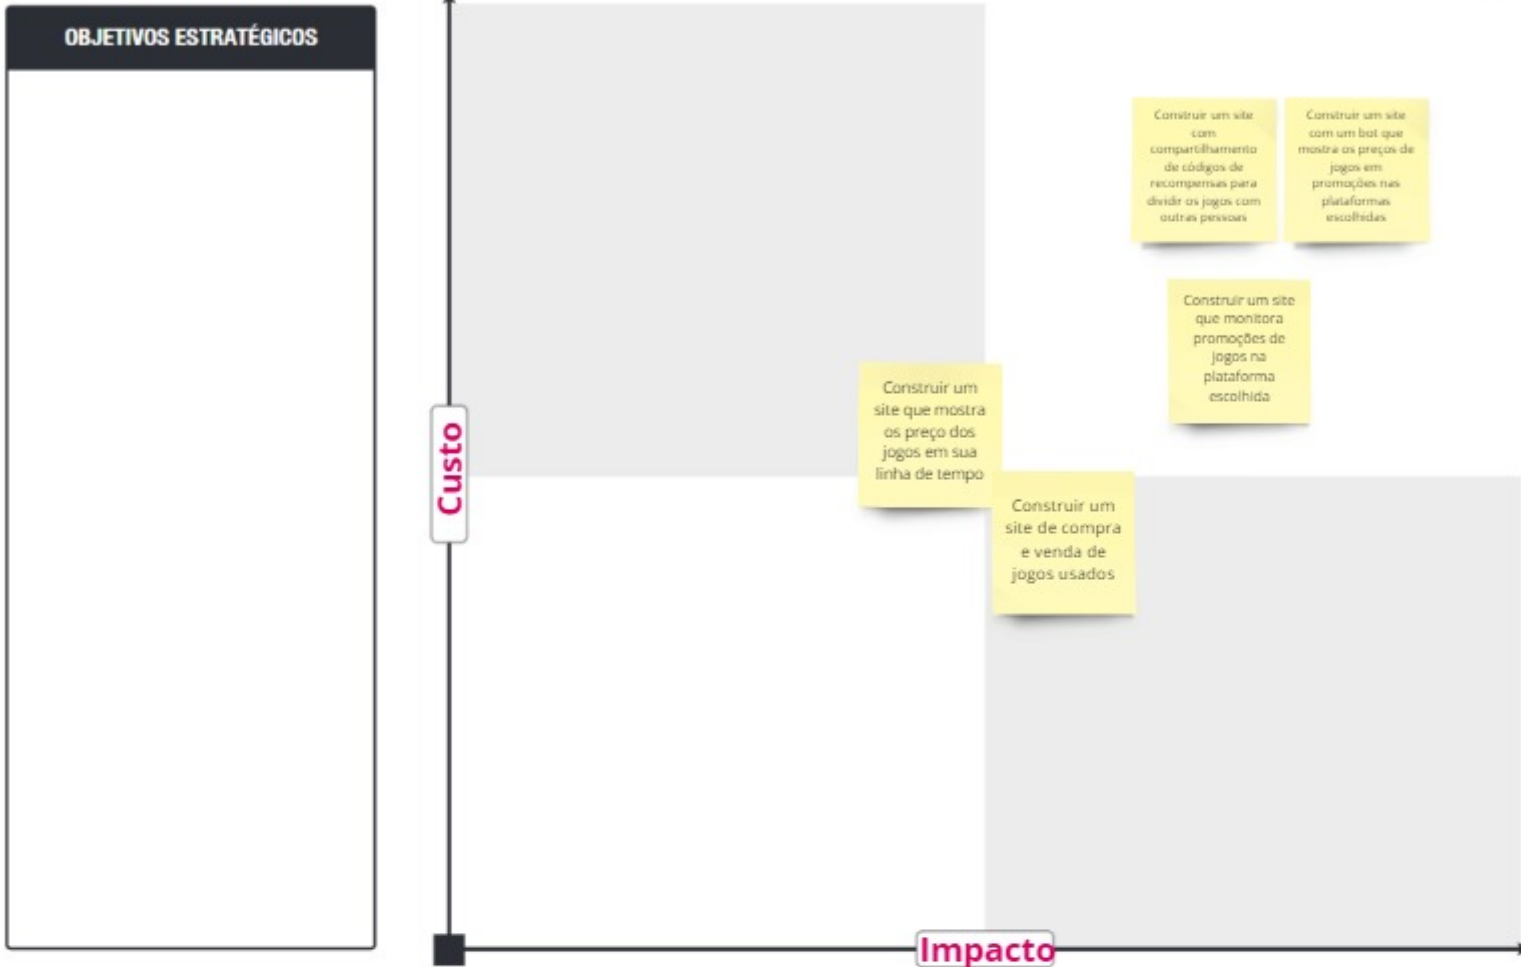 OBJETIVOS ESTRATÉGICOS
Custo
Construir um site
com
compartilhamento
de códigos de
recompensas para
dividir os jogos com
outras pessoas
Construir um site
com um bot que
mostra os preços de
jogos em
promoções nas
plataformas
escolhidas
Construir um site
que monitora
promoções de
jogos na
plataforma
escolhida
Construir um
site que mostra
os preço dos
jogos em sua
linha de tempo
Construir um
site de compra
e venda de
jogos usados
Impacto